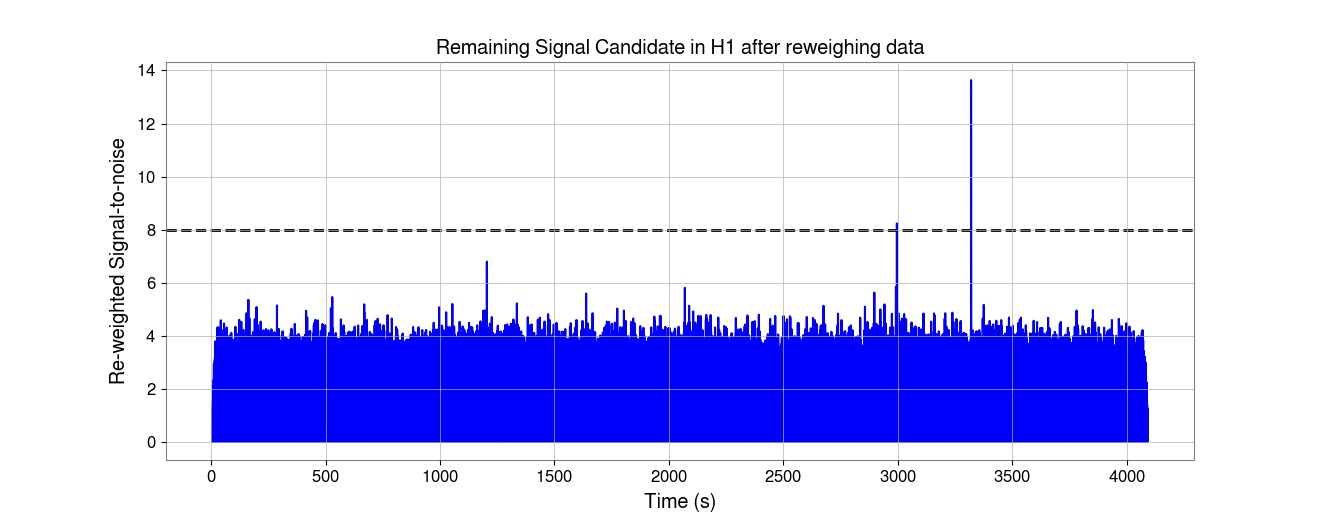 Remaining Signal Candidate in H1 after reweighing data
Re-weighted Signal-to-noise
14
12
10
8
6
4
2
0
0 500 1000 1500 2000 2500 3000 3500 4000
Time (s)